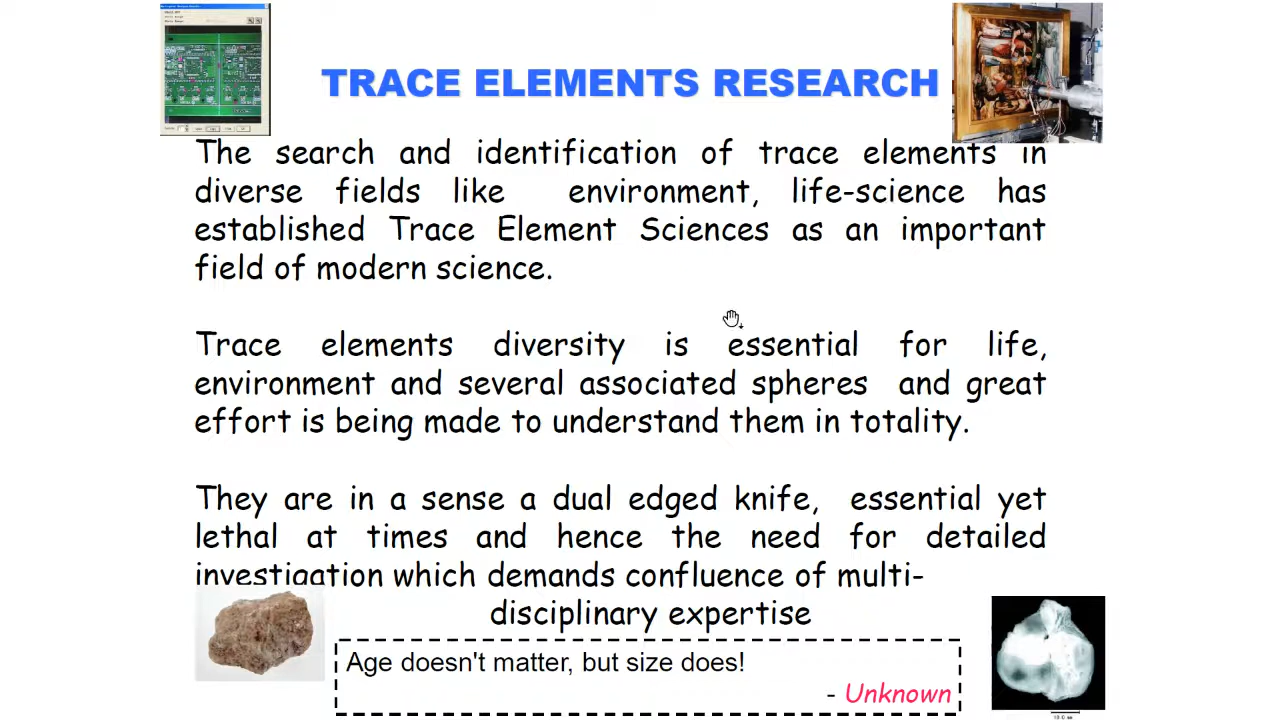 TRACE ELEMENTS RESEARCH
The search and identification of trace elements in
diverse fields like environment, life-science has
established Trace Element Sciences as an important
field of modern science.
Trace elements diversity is essential for life,
environment and several associated spheres and great
effort is being made to understand them in totality.
They are in a sense a dual edged knife, essential yet
lethal at times and hence the need for detailed
investigation which demands confluence of multi-
disciplinary expertise
Age doesn't matter, but size does!
- Unknown